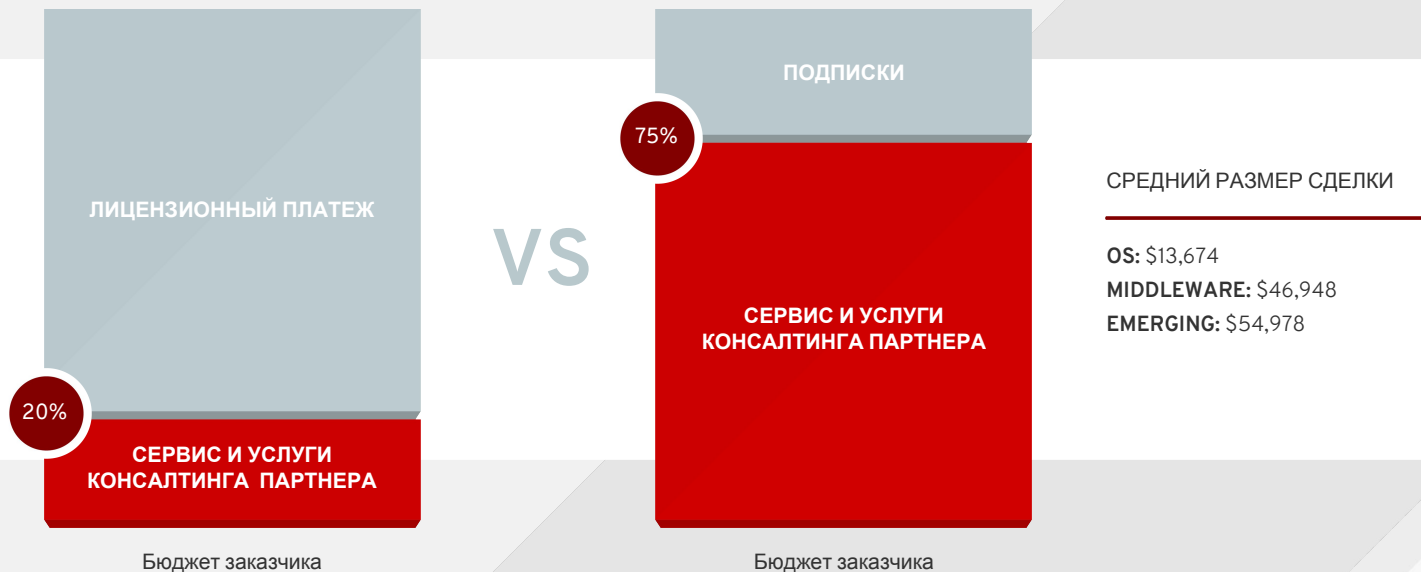 ЛИЦЕНЗИОННЫЙ ПЛАТЕЖ
20%
СЕРВИС И УСЛУГИ
КОНСАЛТИНГА ПАРТНЕРА
Бюджет заказчика
VS
ПОДПИСКИ
75%
СЕРВИС И УСЛУГИ
КОНСАЛТИНГА ПАРТНЕРА
Бюджет заказчика
СРЕДНИЙ РАЗМЕР СДЕЛКИ
OS: $13,674
MIDDLEWARE: $46,948
EMERGING: $54,978